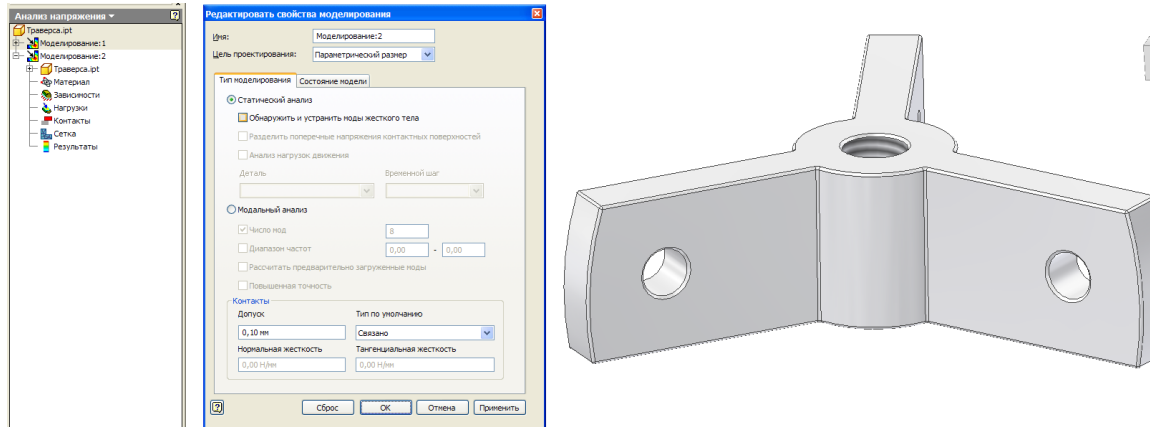 Анализ напряжения
Траверса.ipt
Моделирование:1
Моделирование:2
Траверса.ipt
Материал
Зависимости
Нагрузки
Контакты
Сетка
Результаты
Редактировать свойства моделирования
Имя: Моделирование:2
Цель проектирования: Параметрический размер
Тип моделирования Состояние модели
Статический анализ
Обнаружить и устранить моды жесткого тела
Разделить поперечные напряжения контактных поверхностей
Анализ нагрузок движения
Деталь Временной шаг
Модальный анализ
Число мод 8
Диапазон частот 0,00 - 0,00
Рассчитать предварительно загруженные моды
Повышенная точность
Контакты
Допуск Тип по умолчанию
0,10 мм Связано
Нормальная жесткость Тангенциальная жесткость
0,00 Н/мм 0,00 Н/мм
? Сброс ОК Отмена Применить